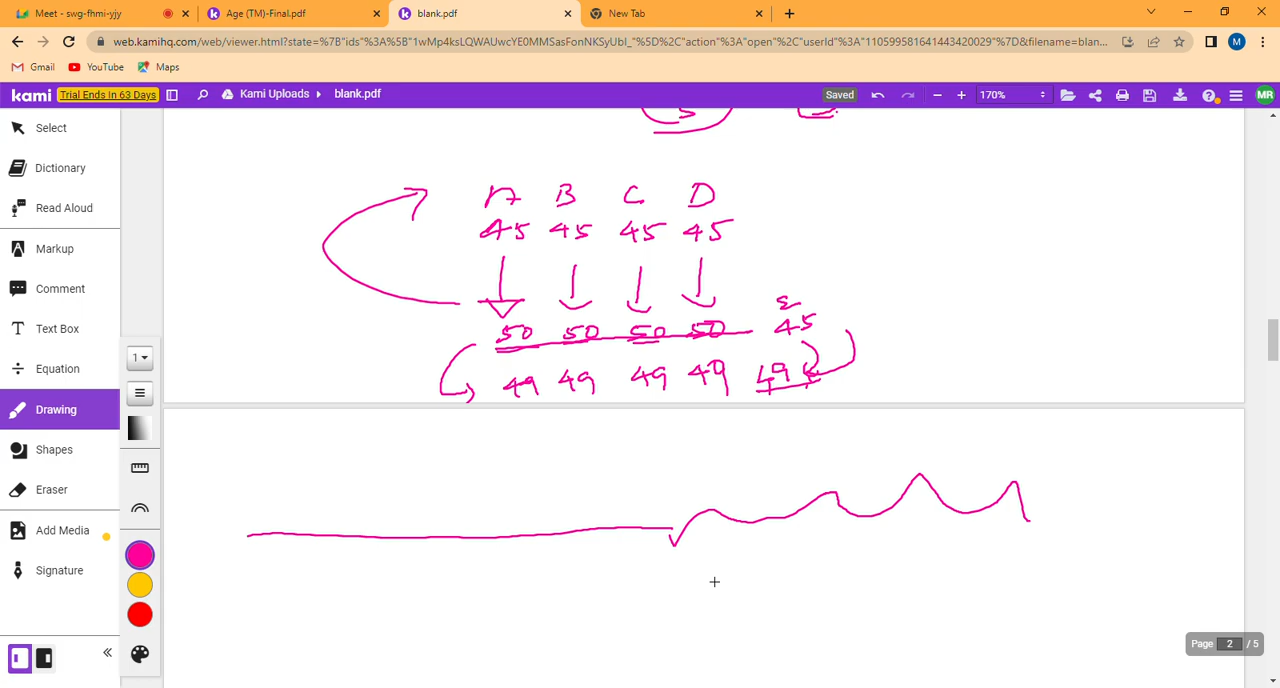 Meet - swg-fhmi-yjy
Age (TM)-Final.pdf
blank.pdf
New Tab
web.kamihq.com/web/viewer.html?state=%7B"ids"%3A%5B"1wMp4ksLQWAUwcYE0MMSasFonNKSyUbI_"%5D%2C"action"%3A"open"%2C"userId"%3A"110599581641443420029"%7D&filename=blan...
M
Gmail
YouTube
Maps
kami
Trial Ends In 63 Days
Kami Uploads
blank.pdf
Saved
170%
MR
Select
Dictionary
Read Aloud
Markup
Comment
Text Box
Equation
Drawing
Shapes
Eraser
Add Media
Signature
1
A B C D
45 45 45 45
50 50 50 50 45
49 49 49 49 49
Page 2 / 5